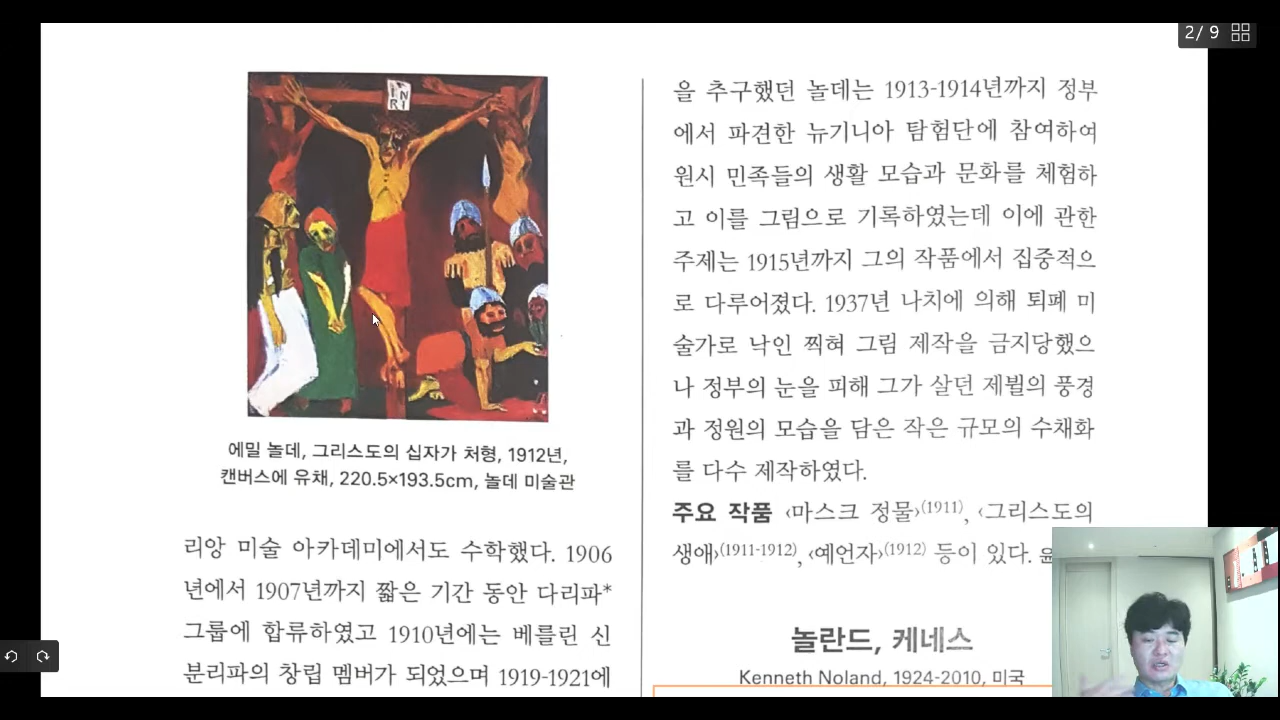 2/ 9
INRI
에밀 놀데, 그리스도의 십자가 처형, 1912년,
캔버스에 유채, 220.5×193.5cm, 놀데 미술관
리앙 미술 아카데미에서도 수학했다. 1906
년에서 1907년까지 짧은 기간 동안 다리파*
그룹에 합류하였고 1910년에는 베를린 신
분리파의 창립 멤버가 되었으며 1919-1921에
을 추구했던 놀데는 1913-1914년까지 정부
에서 파견한 뉴기니아 탐험단에 참여하여
원시 민족들의 생활 모습과 문화를 체험하
고 이를 그림으로 기록하였는데 이에 관한
주제는 1915년까지 그의 작품에서 집중적으
로 다루어졌다. 1937년 나치에 의해 퇴폐 미
술가로 낙인 찍혀 그림 제작을 금지당했으
나 정부의 눈을 피해 그가 살던 제뷜의 풍경
과 정원의 모습을 담은 작은 규모의 수채화
를 다수 제작하였다.
주요 작품 ‹마스크 정물›(1911), ‹그리스도의
생애›(1911-1912), ‹예언자›(1912) 등이 있다.
놀란드, 케네스
Kenneth Noland, 1924-2010, 미국